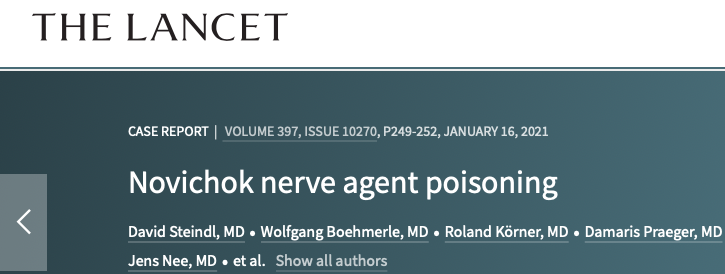 THE LANCET
CASE REPORT | VOLUME 397, ISSUE 10270, P249-252, JANUARY 16, 2021
Novichok nerve agent poisoning
David Steindl, MD • Wolfgang Boehmerle, MD • Roland Körner, MD • Damaris Praeger, MD
Jens Nee, MD • et al. Show all authors